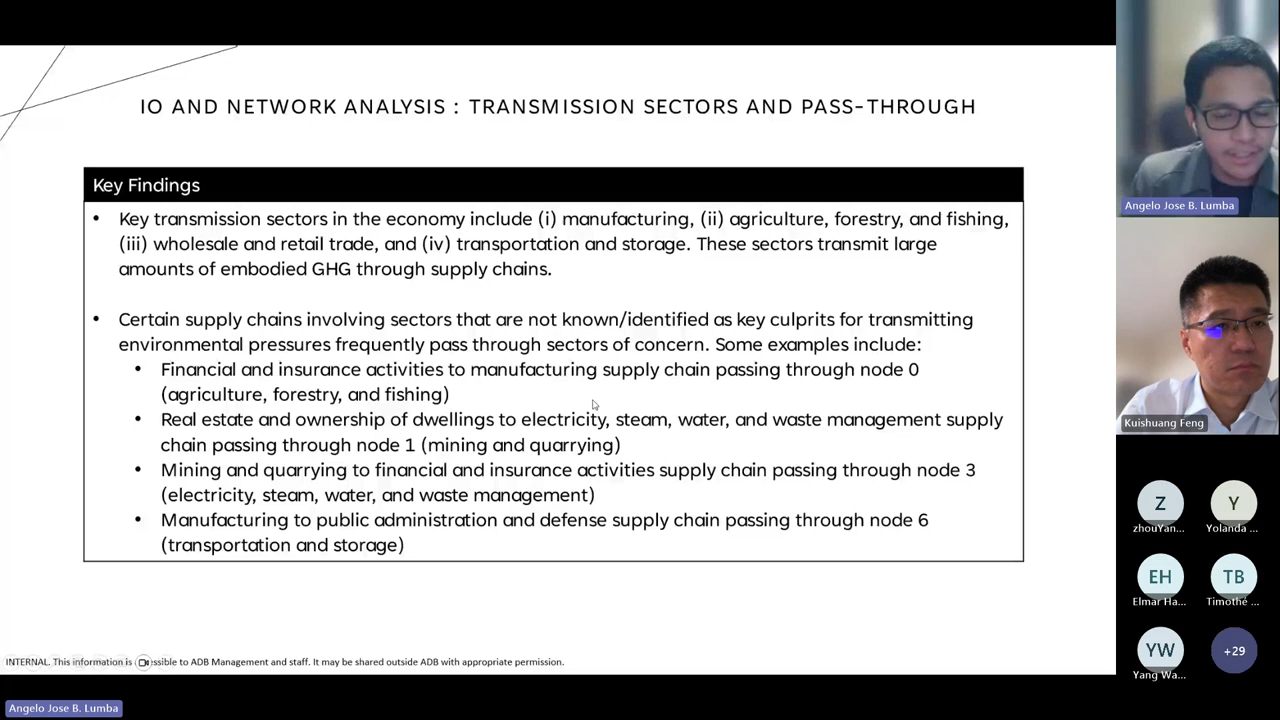 IO AND NETWORK ANALYSIS : TRANSMISSION SECTORS AND PASS-THROUGH
Key Findings
• Key transmission sectors in the economy include (i) manufacturing, (ii) agriculture, forestry, and fishing,
(iii) wholesale and retail trade, and (iv) transportation and storage. These sectors transmit large
amounts of embodied GHG through supply chains.
• Certain supply chains involving sectors that are not known/identified as key culprits for transmitting
environmental pressures frequently pass through sectors of concern. Some examples include:
• Financial and insurance activities to manufacturing supply chain passing through node 0
(agriculture, forestry, and fishing)
• Real estate and ownership of dwellings to electricity, steam, water, and waste management supply
chain passing through node 1 (mining and quarrying)
• Mining and quarrying to financial and insurance activities supply chain passing through node 3
(electricity, steam, water, and waste management)
• Manufacturing to public administration and defense supply chain passing through node 6
(transportation and storage)
INTERNAL. This information is essible to ADB Management and staff. It may be shared outside ADB with appropriate permission.
Angelo Jose B. Lumba
Angelo Jose B. Lumba
Kuishuang Feng
Z
zhouYan...
Y
Yolanda ...
EH
Elmar Ha...
TB
Timothé ...
YW
Yang Wa...
+29